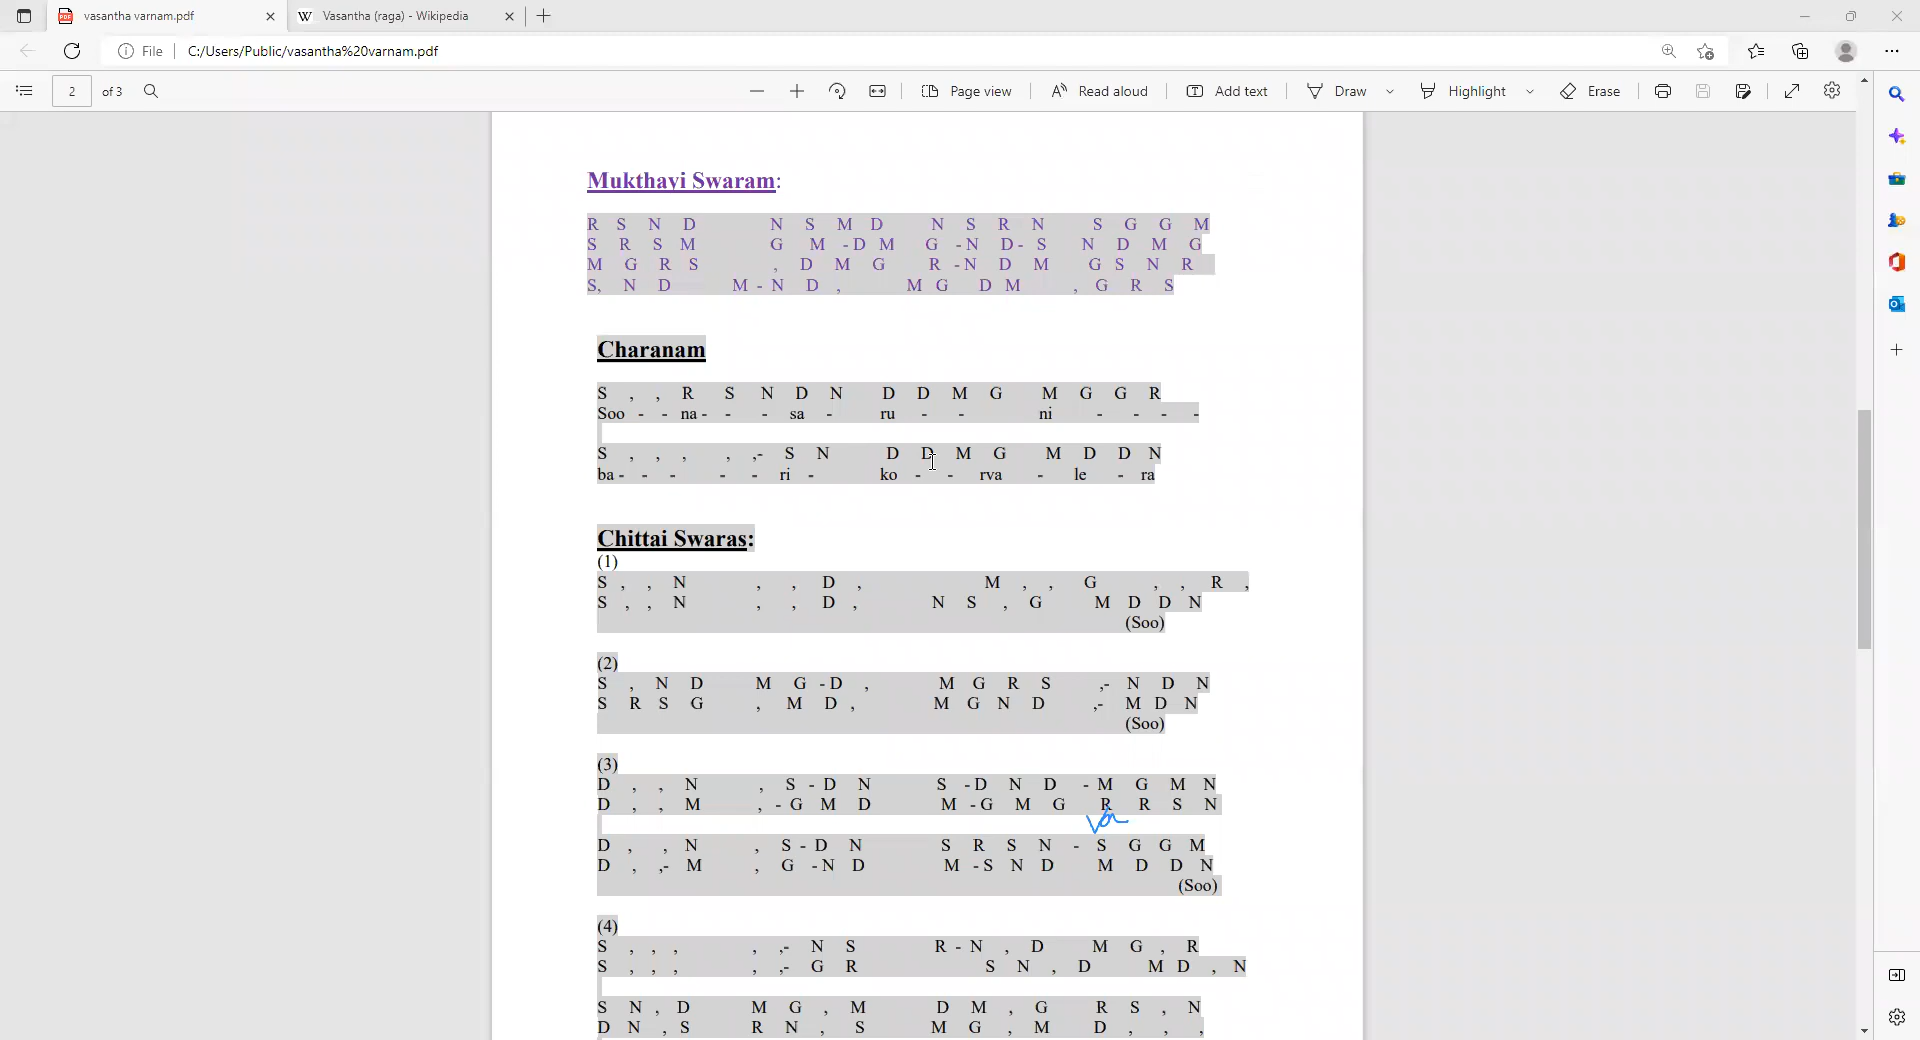 vasantha varnam.pdf
Vasantha (raga) - Wikipedia
File
C:/Users/Public/vasantha%20varnam.pdf
2 of 3
Page view
Read aloud
Add text
Draw
Highlight
Erase
Mukthayi Swaram:
R S N D N S M D N S R N S G G M
S R S M G M -D M G -N D- S N D M G
M G R S , D M G R -N D M G S N R
S, N D M - N D , M G D M , G R S
Charanam
S , , R S N D N D D M G M G G R
Soo - - na - - - sa - ru - - ni - - - -
S , , , , ,- S N D D M G M D D N
ba - - - - - ri - ko - - rva - le - ra
Chittai Swaras:
(1)
S , , N , , D , M , , G , , R ,
S , , N , , D , N S , G M D D N
(Soo)
(2)
S , N D M G -D , M G R S ,- N D N
S R S G , M D , M G N D ,- M D N
(Soo)
(3)
D , , N , S - D N S -D N D -M G M N
D , , M , - G M D M -G M G R R S N
D , , N , S - D N S R S N - S G G M
D , ,- M , G -N D M -S N D M D D N
(Soo)
(4)
S , , , , ,- N S R - N , D M G , R
S , , , , ,- G R S N , D M D , N
S N , D M G , M D M , G R S , N
D N , S R N , S M G , M D , , ,